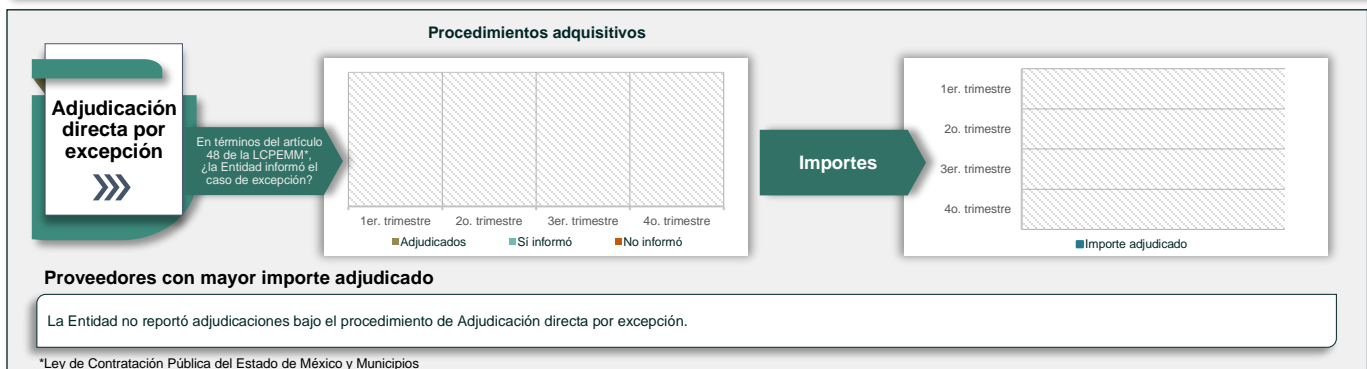 Procedimientos adquisitivos
Adjudicación
directa por
excepción
En términos del artículo
48 de la LCPEMM*,
¿la Entidad informó el
caso de excepción?
1er. trimestre 2o. trimestre 3er. trimestre 4o. trimestre
Adjudicados Sí informó No informó
Importes
1er. trimestre
2o. trimestre
3er. trimestre
4o. trimestre
Importe adjudicado
Proveedores con mayor importe adjudicado
La Entidad no reportó adjudicaciones bajo el procedimiento de Adjudicación directa por excepción.
*Ley de Contratación Pública del Estado de México y Municipios